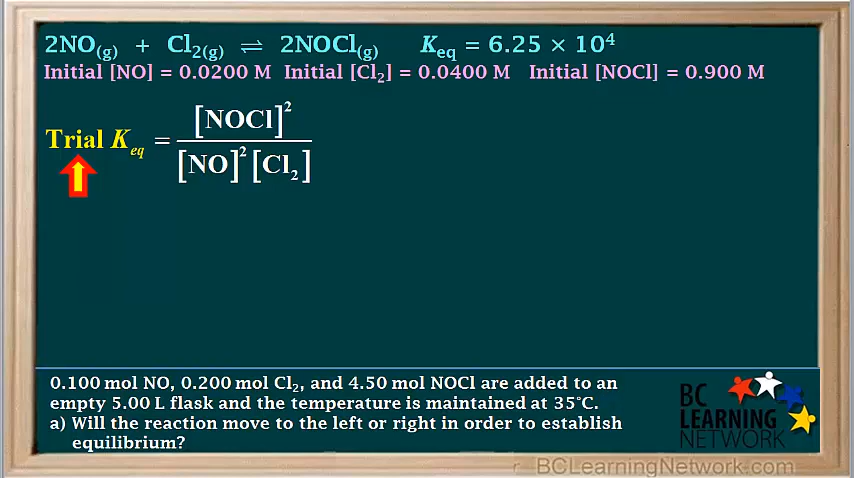 2NO(g) + Cl2(g) ⇌ 2NOCl(g) Keq = 6.25 × 10⁴
Initial [NO] = 0.0200 M Initial [Cl₂] = 0.0400 M Initial [NOCl] = 0.900 M
Trial Keq = [NOCl]²
[NO]² [Cl₂]
0.100 mol NO, 0.200 mol Cl₂, and 4.50 mol NOCl are added to an
empty 5.00 L flask and the temperature is maintained at 35°C.
a) Will the reaction move to the left or right in order to establish
equilibrium?
BC
LEARNING
NETWORK
BCLearningNetwork.com